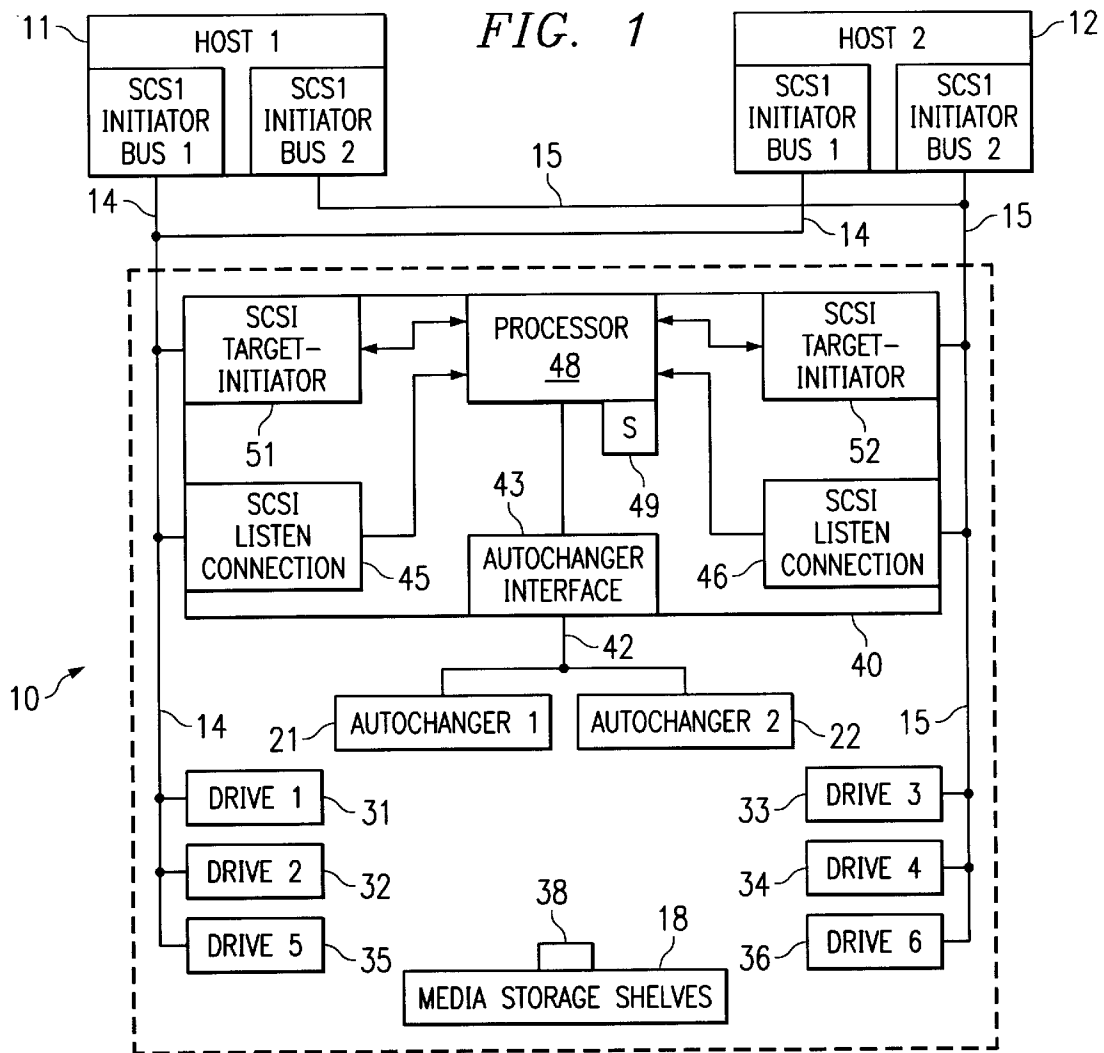 FIG. 1
11
HOST 1
SCS1
INITIATOR
BUS 1
SCS1
INITIATOR
BUS 2
12
HOST 2
SCS1
INITIATOR
BUS 1
SCS1
INITIATOR
BUS 2
14
15
14
15
SCSI
TARGET-
INITIATOR
51
PROCESSOR
48
S
49
SCSI
TARGET-
INITIATOR
52
SCSI
LISTEN
CONNECTION
45
43
AUTOCHANGER
INTERFACE
SCSI
LISTEN
CONNECTION
46
42
40
10
14
AUTOCHANGER 1
21
AUTOCHANGER 2
22
15
DRIVE 1
31
DRIVE 3
33
DRIVE 2
32
DRIVE 4
34
DRIVE 5
35
DRIVE 6
36
38
18
MEDIA STORAGE SHELVES